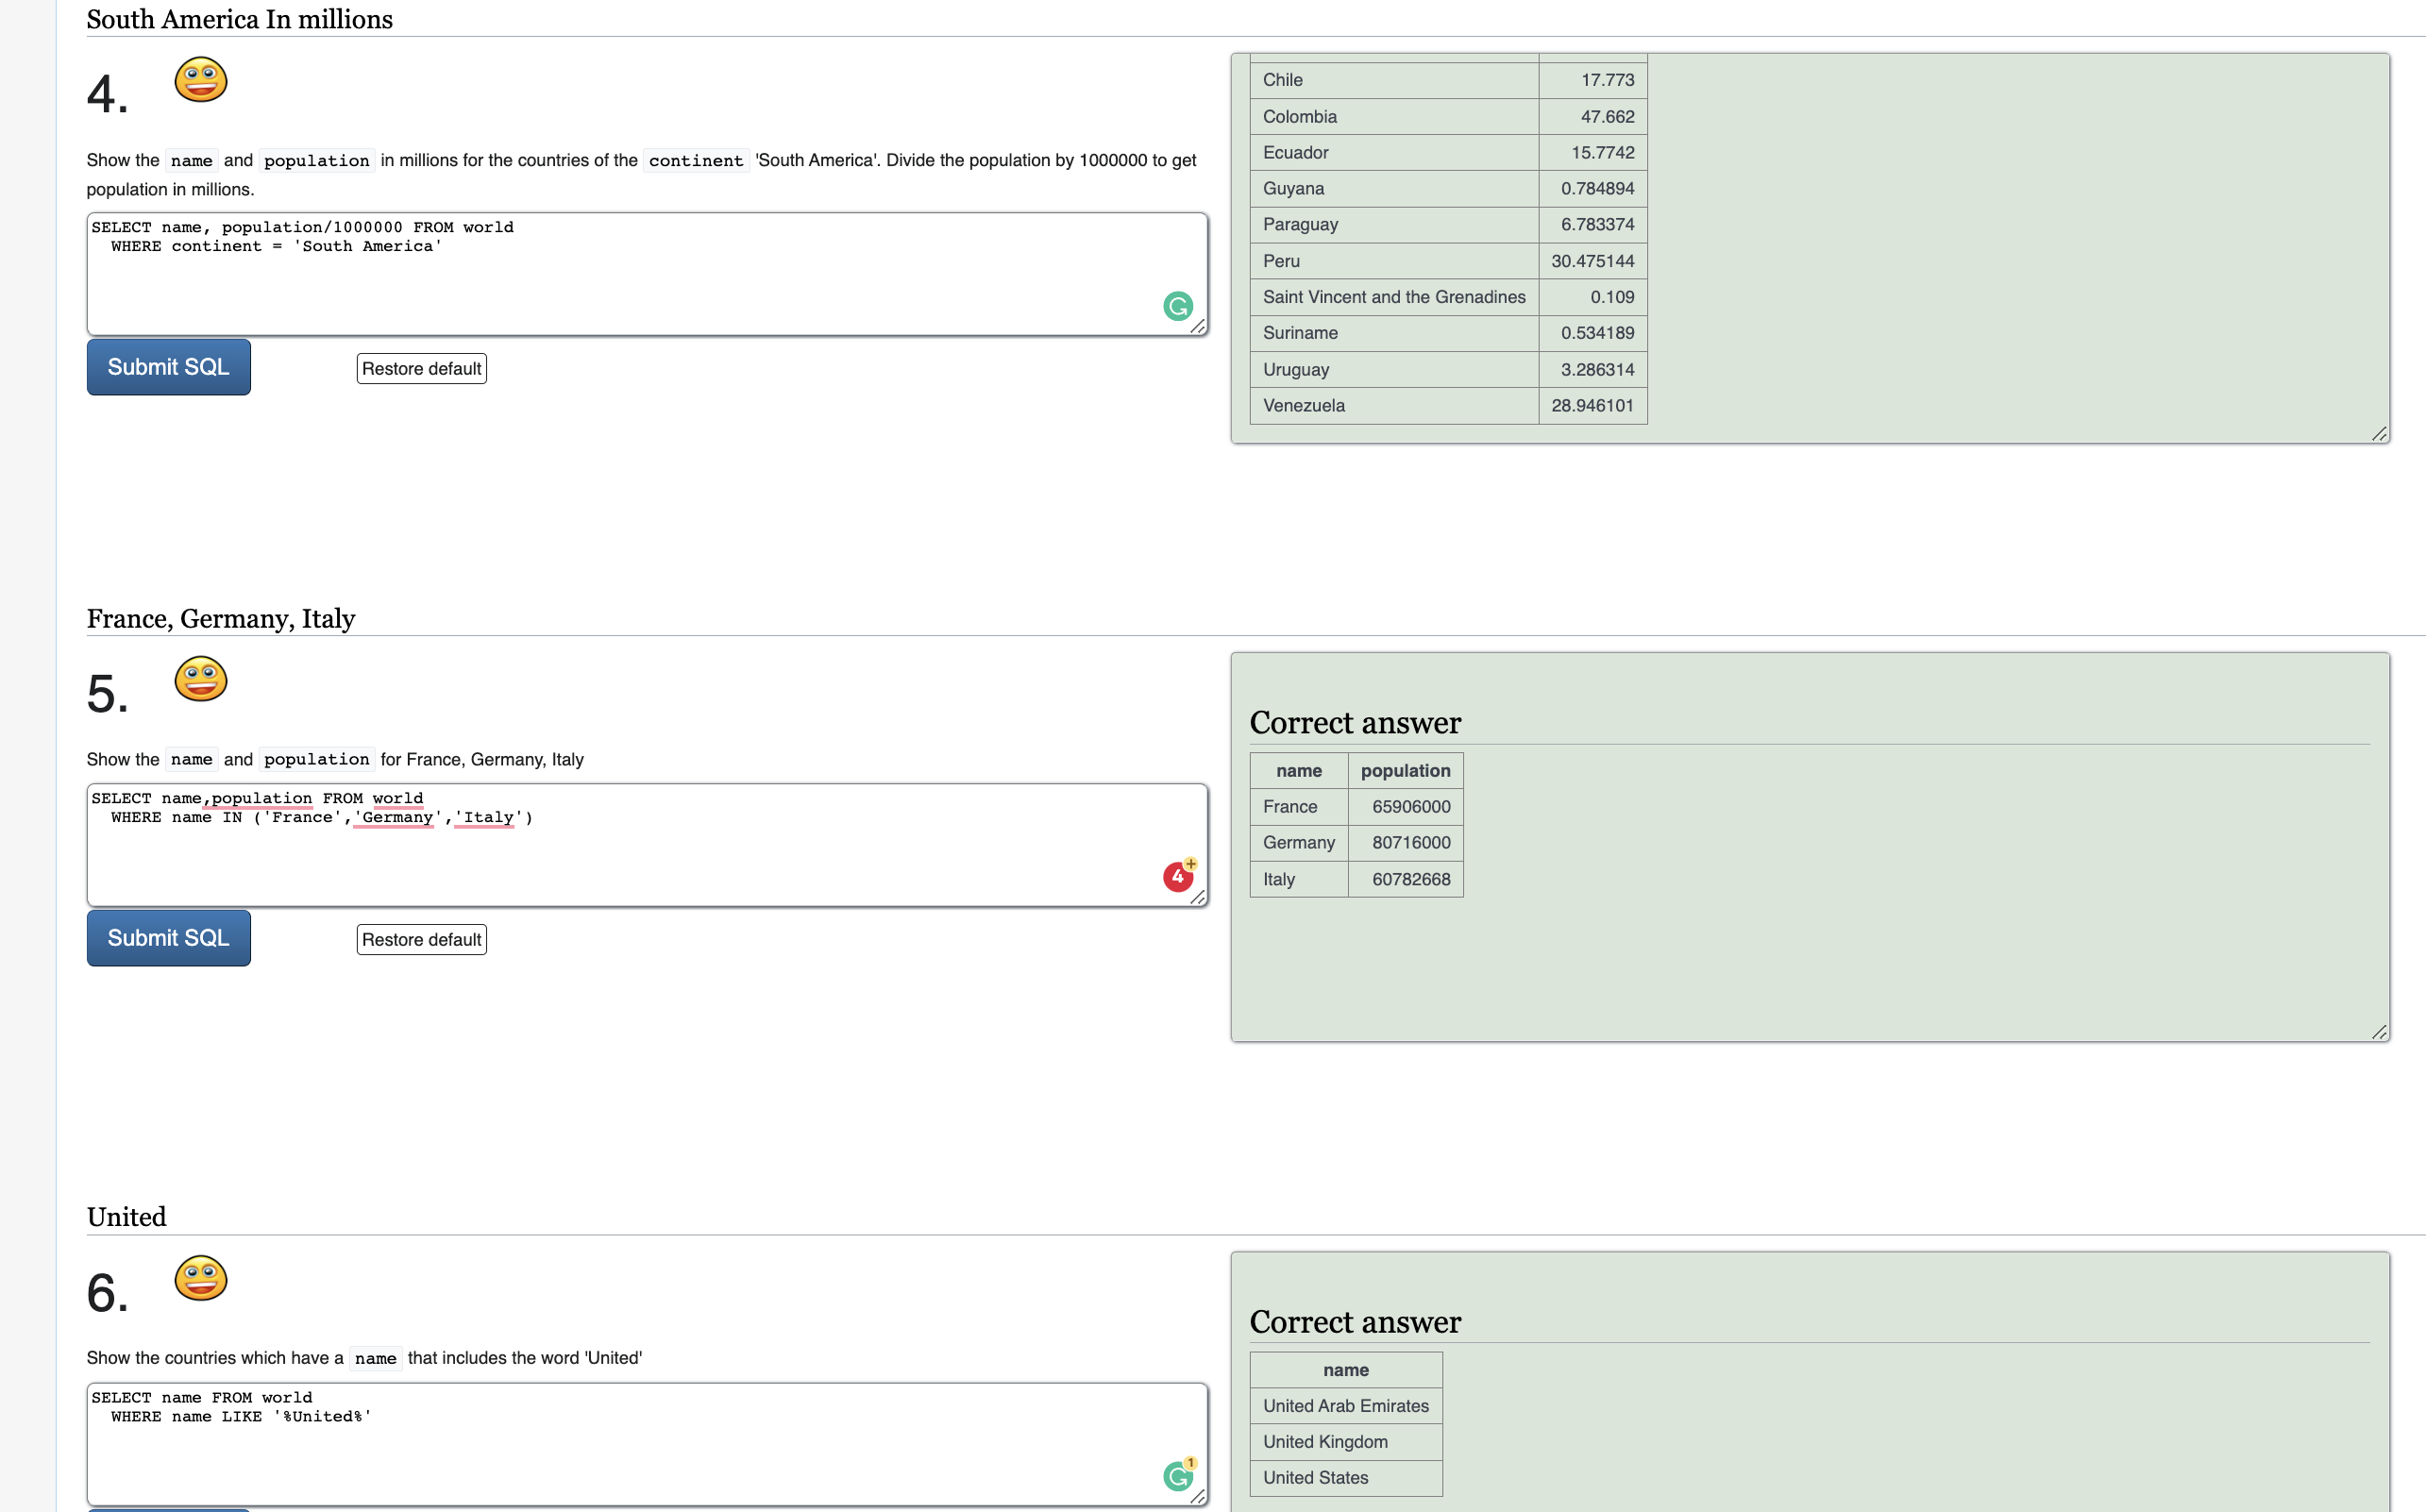 South America In millions
4.
Show the name and population in millions for the countries of the continent 'South America'. Divide the population by 1000000 to get
population in millions.
SELECT name, population/1000000 FROM world
  WHERE continent = 'South America'
Submit SQL
Restore default
Chile 17.773
Colombia 47.662
Ecuador 15.7742
Guyana 0.784894
Paraguay 6.783374
Peru 30.475144
Saint Vincent and the Grenadines 0.109
Suriname 0.534189
Uruguay 3.286314
Venezuela 28.946101
France, Germany, Italy
5.
Show the name and population for France, Germany, Italy
SELECT name,population FROM world
  WHERE name IN ('France','Germany','Italy')
4
+
Submit SQL
Restore default
Correct answer
name population
France 65906000
Germany 80716000
Italy 60782668
United
6.
Show the countries which have a name that includes the word 'United'
SELECT name FROM world
  WHERE name LIKE '%United%'
1
Correct answer
name
United Arab Emirates
United Kingdom
United States